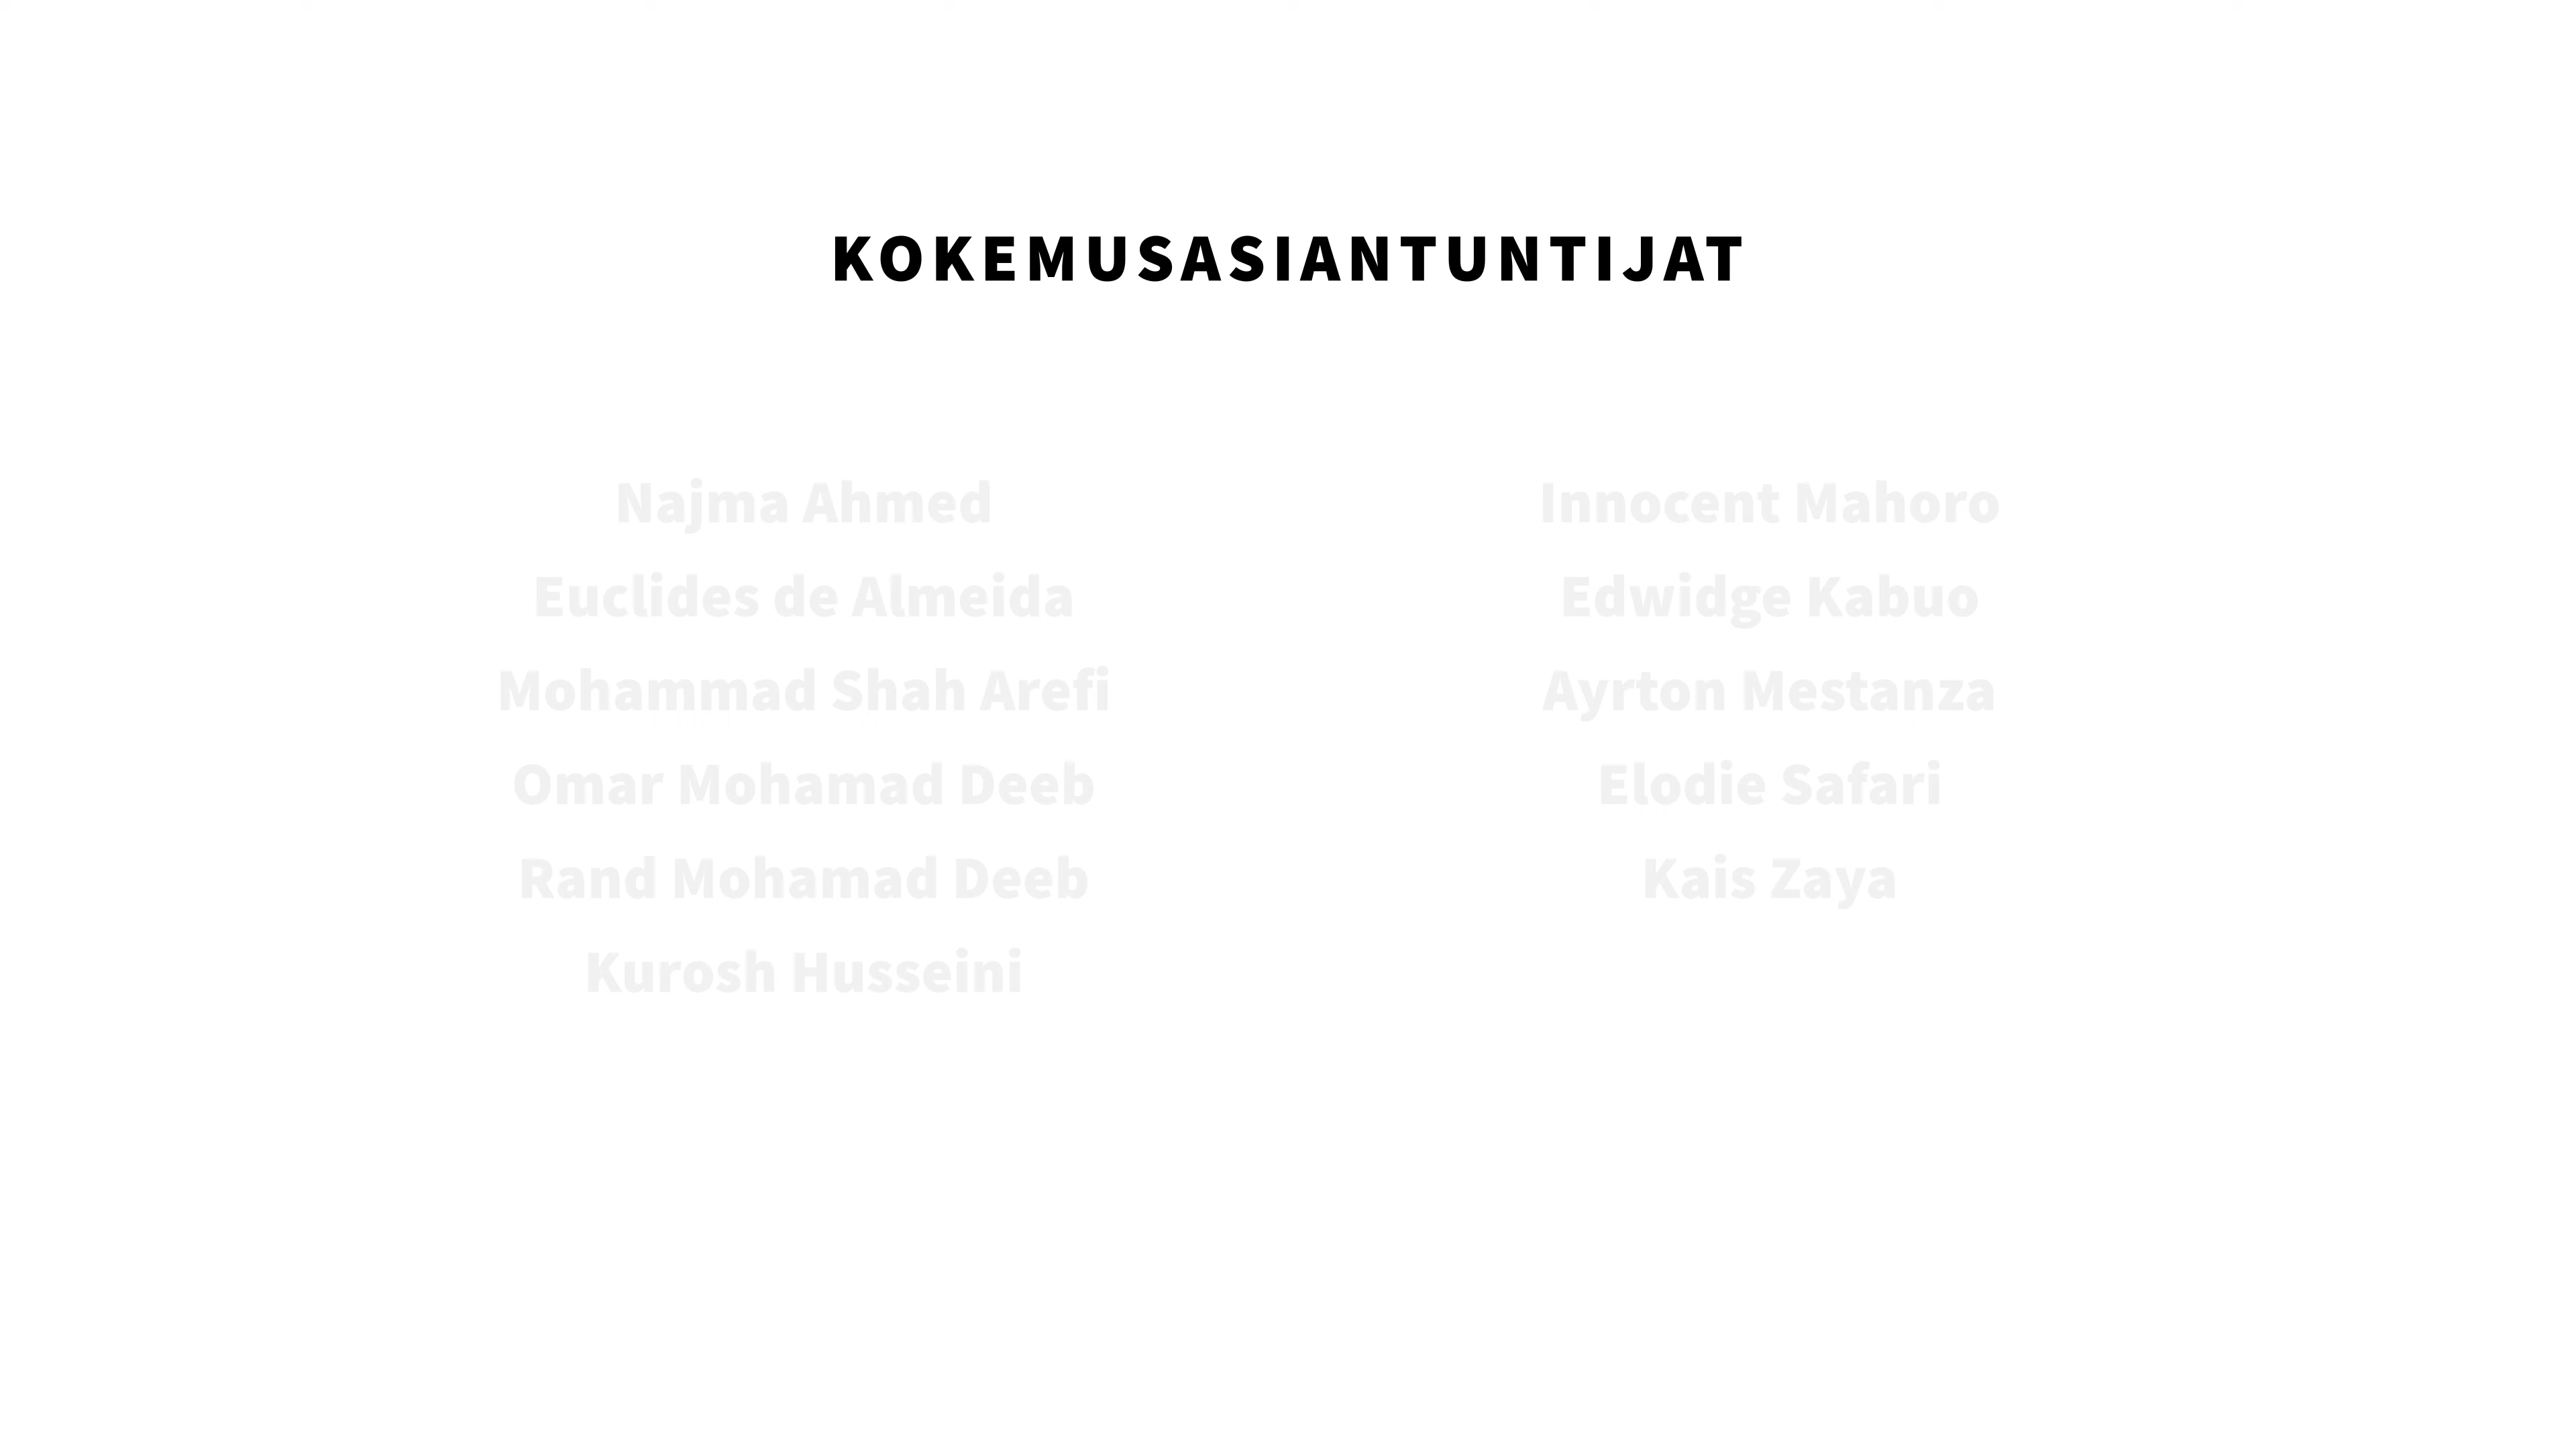 KOKEMUSASIANTUNTIJAT
Najma Ahmed
Euclides de Almeida
Mohammad Shah Arefi
Omar Mohamad Deeb
Rand Mohamad Deeb
Kurosh Husseini
Innocent Mahoro
Edwidge Kabuo
Ayrton Mestanza
Elodie Safari
Kais Zaya